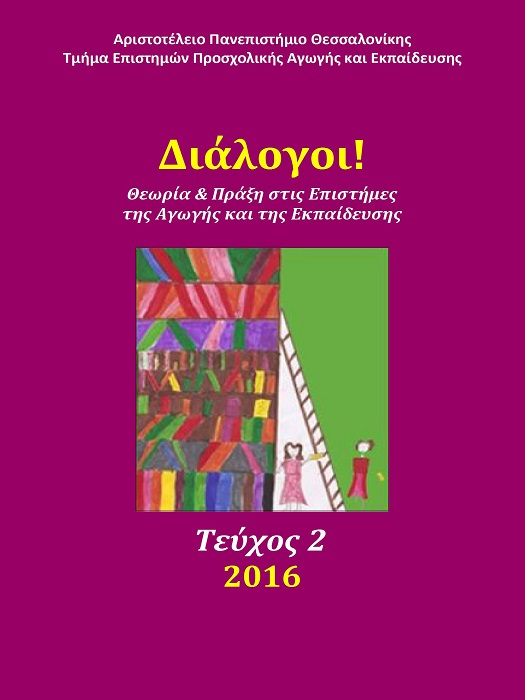 Αριστοτέλειο Πανεπιστήμιο Θεσσαλονίκης
Τμήμα Επιστημών Προσχολικής Αγωγής και Εκπαίδευσης
Διάλογοι!
Θεωρία & Πράξη στις Επιστήμες
της Αγωγής και της Εκπαίδευσης
Τεύχος 2
2016